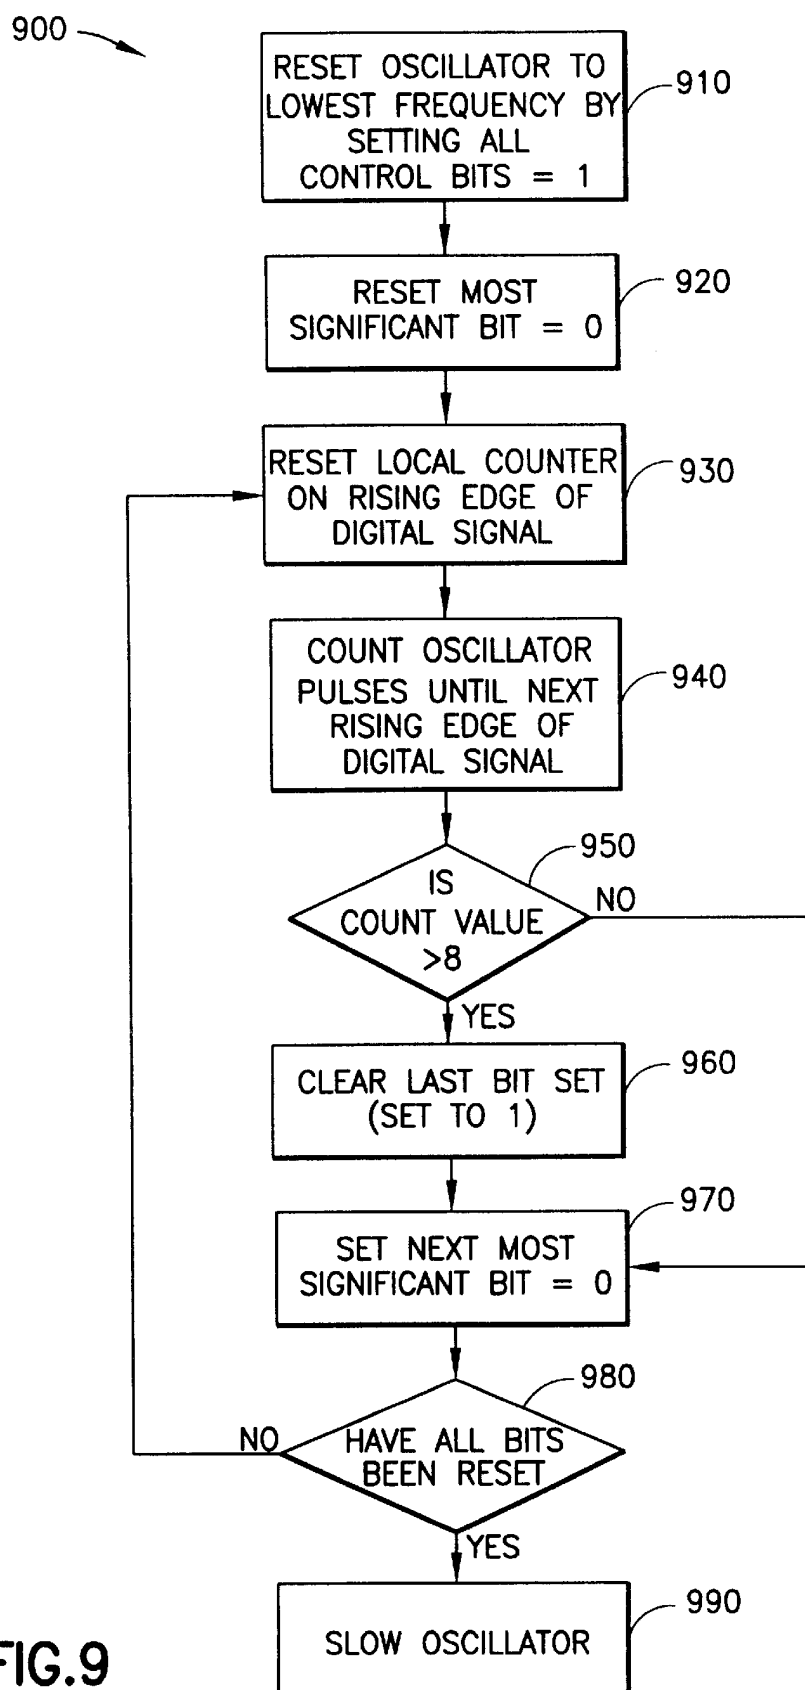 900
RESET OSCILLATOR TO
LOWEST FREQUENCY BY
SETTING ALL
CONTROL BITS = 1
910
RESET MOST
SIGNIFICANT BIT = 0
920
RESET LOCAL COUNTER
ON RISING EDGE OF
DIGITAL SIGNAL
930
COUNT OSCILLATOR
PULSES UNTIL NEXT
RISING EDGE OF
DIGITAL SIGNAL
940
IS
COUNT VALUE
>8
950
NO
YES
CLEAR LAST BIT SET
(SET TO 1)
960
SET NEXT MOST
SIGNIFICANT BIT = 0
970
HAVE ALL BITS
BEEN RESET
980
NO
YES
SLOW OSCILLATOR
990
FIG.9